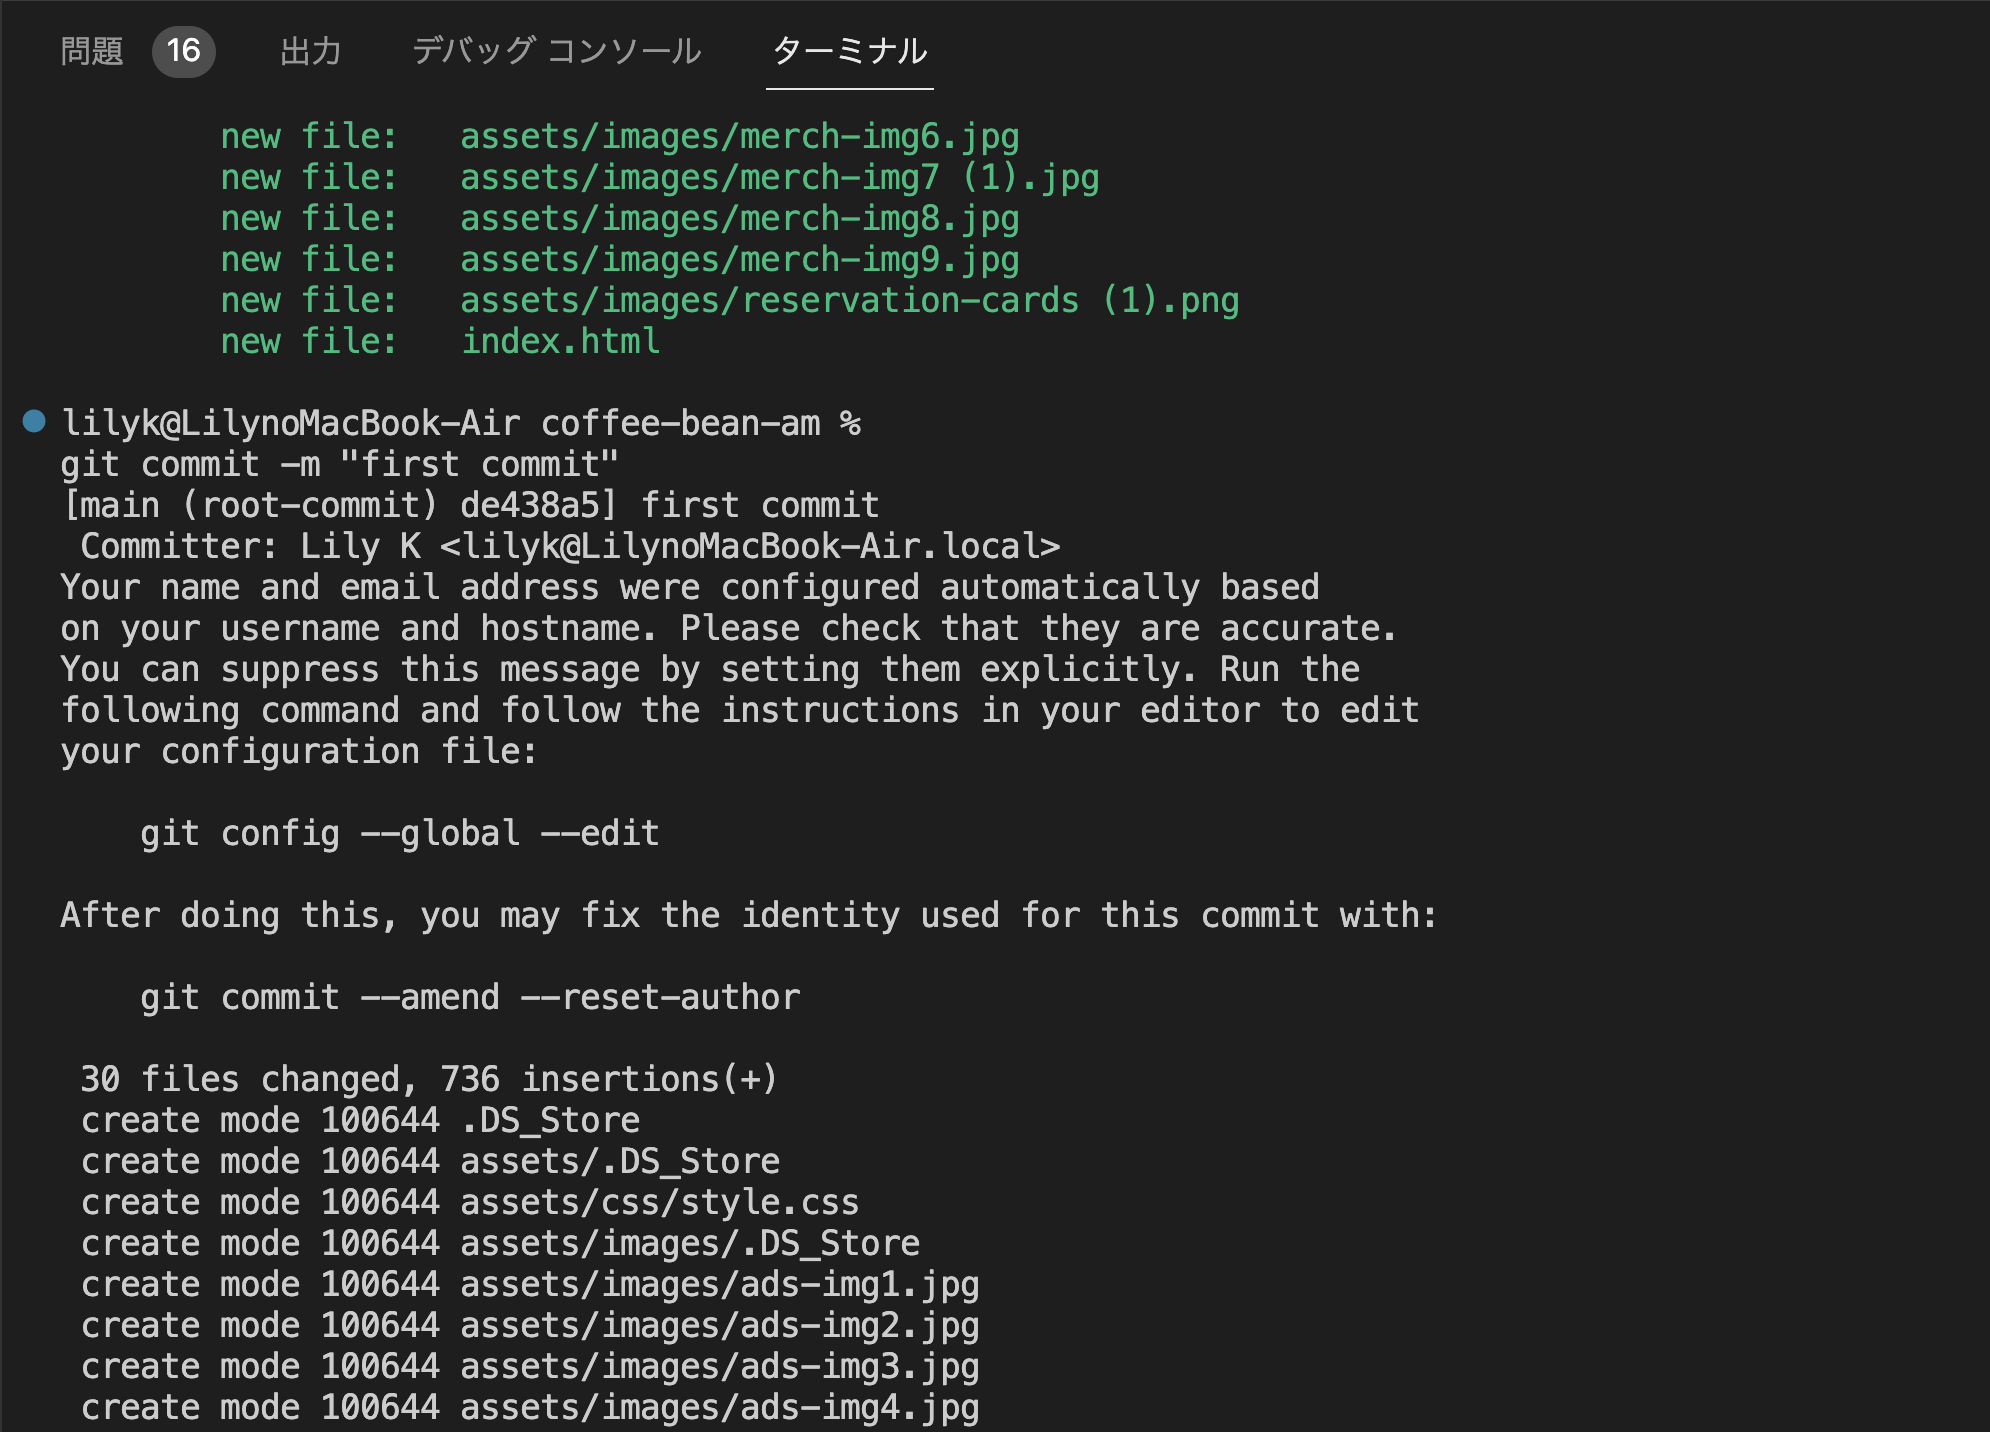 問題 16 出力 デバッグ コンソール ターミナル
new file:   assets/images/merch-img6.jpg
new file:   assets/images/merch-img7 (1).jpg
new file:   assets/images/merch-img8.jpg
new file:   assets/images/merch-img9.jpg
new file:   assets/images/reservation-cards (1).png
new file:   index.html
lilyk@LilynoMacBook-Air coffee-bean-am %
git commit -m "first commit"
[main (root-commit) de438a5] first commit
Committer: Lily K <lilyk@LilynoMacBook-Air.local>
Your name and email address were configured automatically based
on your username and hostname. Please check that they are accurate.
You can suppress this message by setting them explicitly. Run the
following command and follow the instructions in your editor to edit
your configuration file:
git config --global --edit
After doing this, you may fix the identity used for this commit with:
git commit --amend --reset-author
30 files changed, 736 insertions(+)
create mode 100644 .DS_Store
create mode 100644 assets/.DS_Store
create mode 100644 assets/css/style.css
create mode 100644 assets/images/.DS_Store
create mode 100644 assets/images/ads-img1.jpg
create mode 100644 assets/images/ads-img2.jpg
create mode 100644 assets/images/ads-img3.jpg
create mode 100644 assets/images/ads-img4.jpg